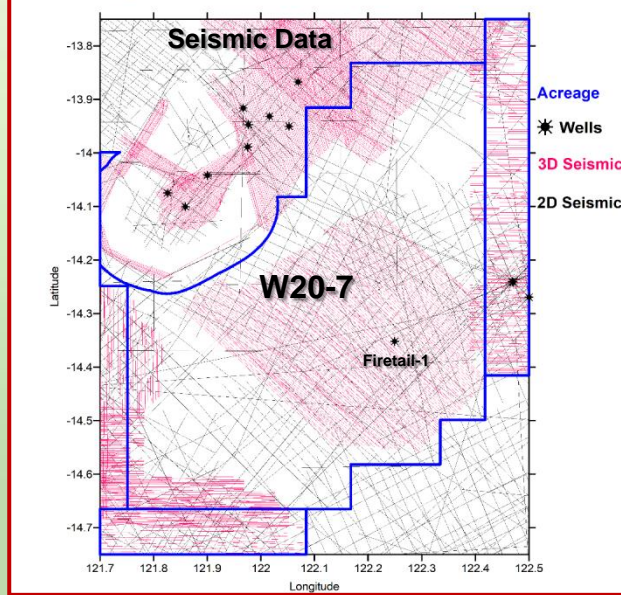 Seismic Data
-13.8
-13.9
-14
-14.1
-14.2
-14.3
-14.4
-14.5
-14.6
-14.7
Latitude
Acreage
Wells
3D Seismic
2D Seismic
W20-7
Firetail-1
121.7 121.8 121.9 122 122.1 122.2 122.3 122.4 122.5
Longitude